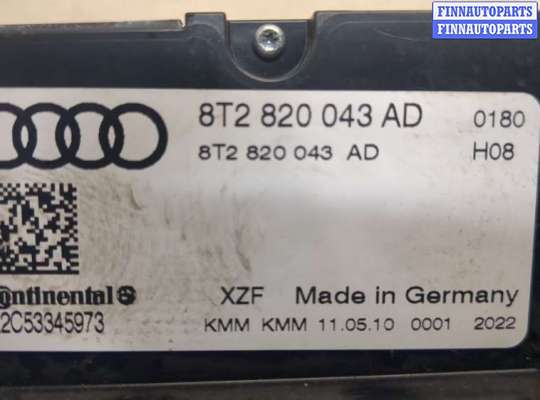 FINNAUTOPARTS
FINNAUTOPARTS
8T2 820 043 AD 0180
8T2 820 043 AD H08
Continental
XZF Made in Germany
2C53345973
KMM KMM 11.05.10 0001 2022